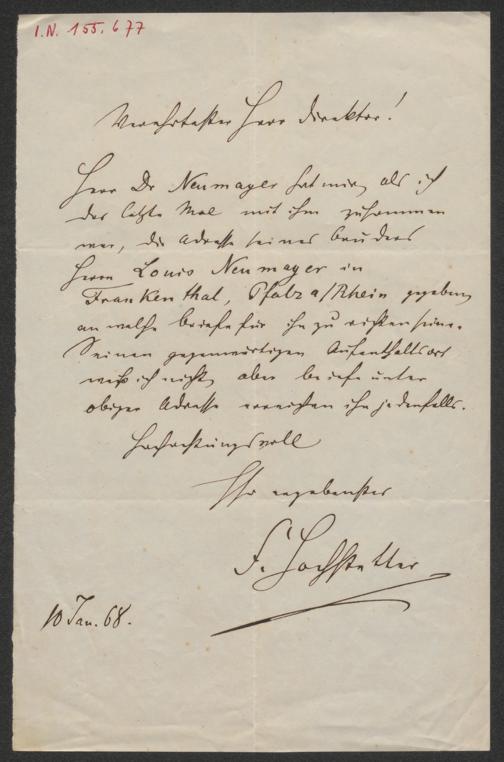 I.N. 155.677
Verehrtester Herr Direktor!
Herr Dr Neumayer hat mir, als ich
das letzte Mal mit ihm zusammen
war, die Adresse seines Bruders
Herrn Louis Neumayer in
Frankenthal, Pfalz a/Rhein gegeben,
an welche Briefe für ihn zu richten seien.
Seinen gegenwärtigen Aufenthaltsort
weiß ich nicht, aber Briefe unter
obiger Adresse erreichen ihn jedenfalls.
Hochachtungsvoll
Ihr ergebenster
F. Hochstetter
10 Jan. 68.